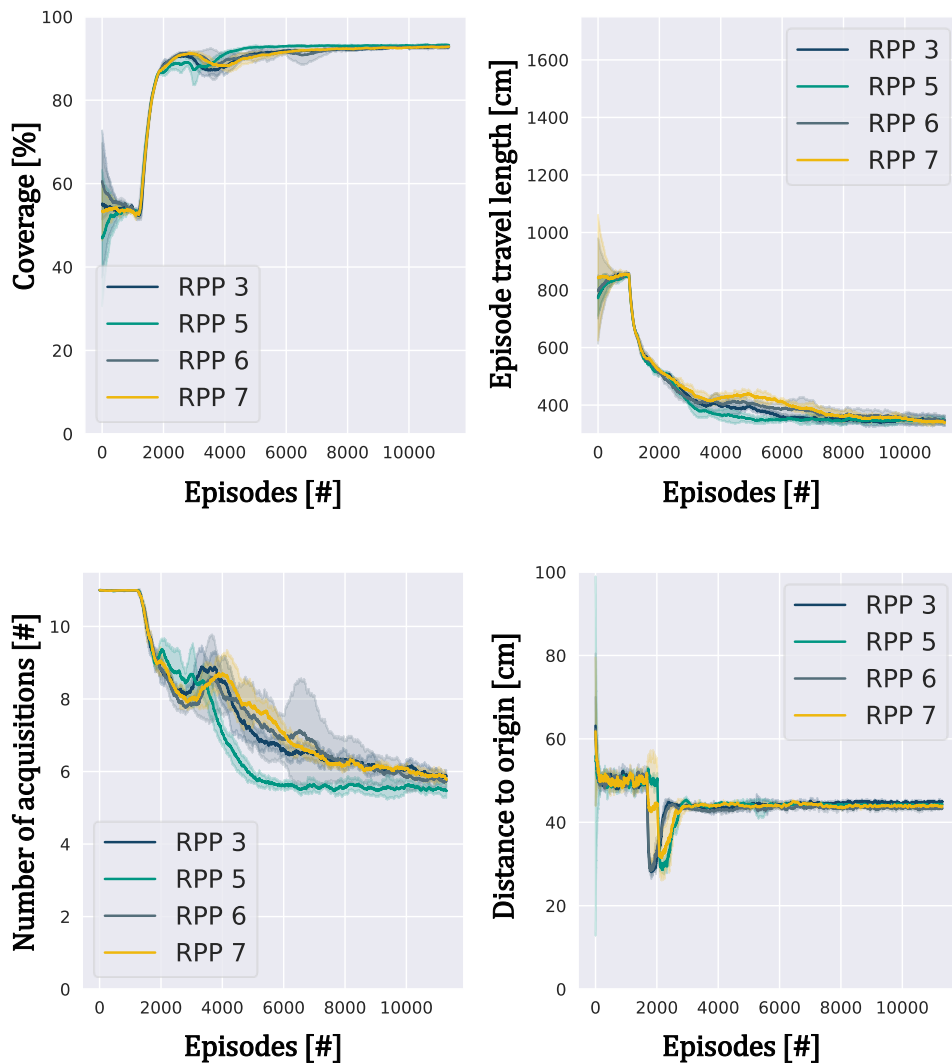 100
80
60
40
20
0
Coverage [%]
RPP 3
RPP 5
RPP 6
RPP 7
0 2000 4000 6000 8000 10000
Episodes [#]
1600
1400
1200
1000
800
600
400
Episode travel length [cm]
RPP 3
RPP 5
RPP 6
RPP 7
0 2000 4000 6000 8000 10000
Episodes [#]
10
8
6
4
2
0
Number of acquisitions [#]
RPP 3
RPP 5
RPP 6
RPP 7
0 2000 4000 6000 8000 10000
Episodes [#]
100
80
60
40
20
0
Distance to origin [cm]
RPP 3
RPP 5
RPP 6
RPP 7
0 2000 4000 6000 8000 10000
Episodes [#]